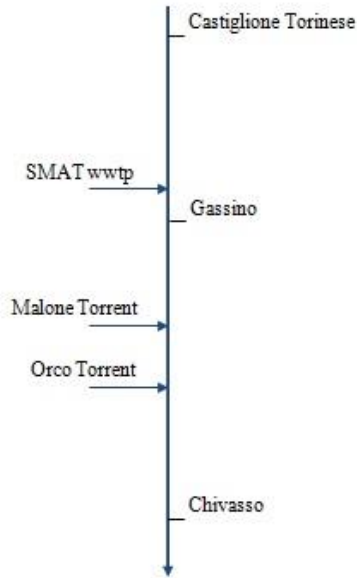 Castiglione Torinese
SMAT wwtp
Gassino
Malone Torrent
Orco Torrent
Chivasso